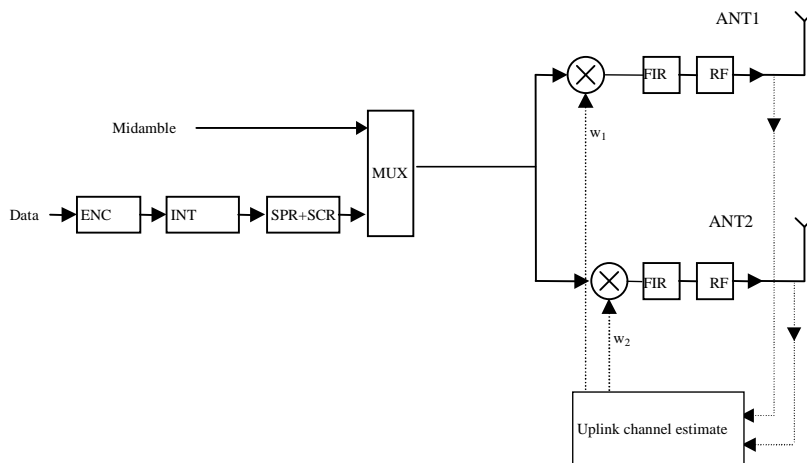 ANT1
FIR
RF
Midamble
w1
MUX
Data
ENC
INT
SPR+SCR
ANT2
FIR
RF
w2
Uplink channel estimate